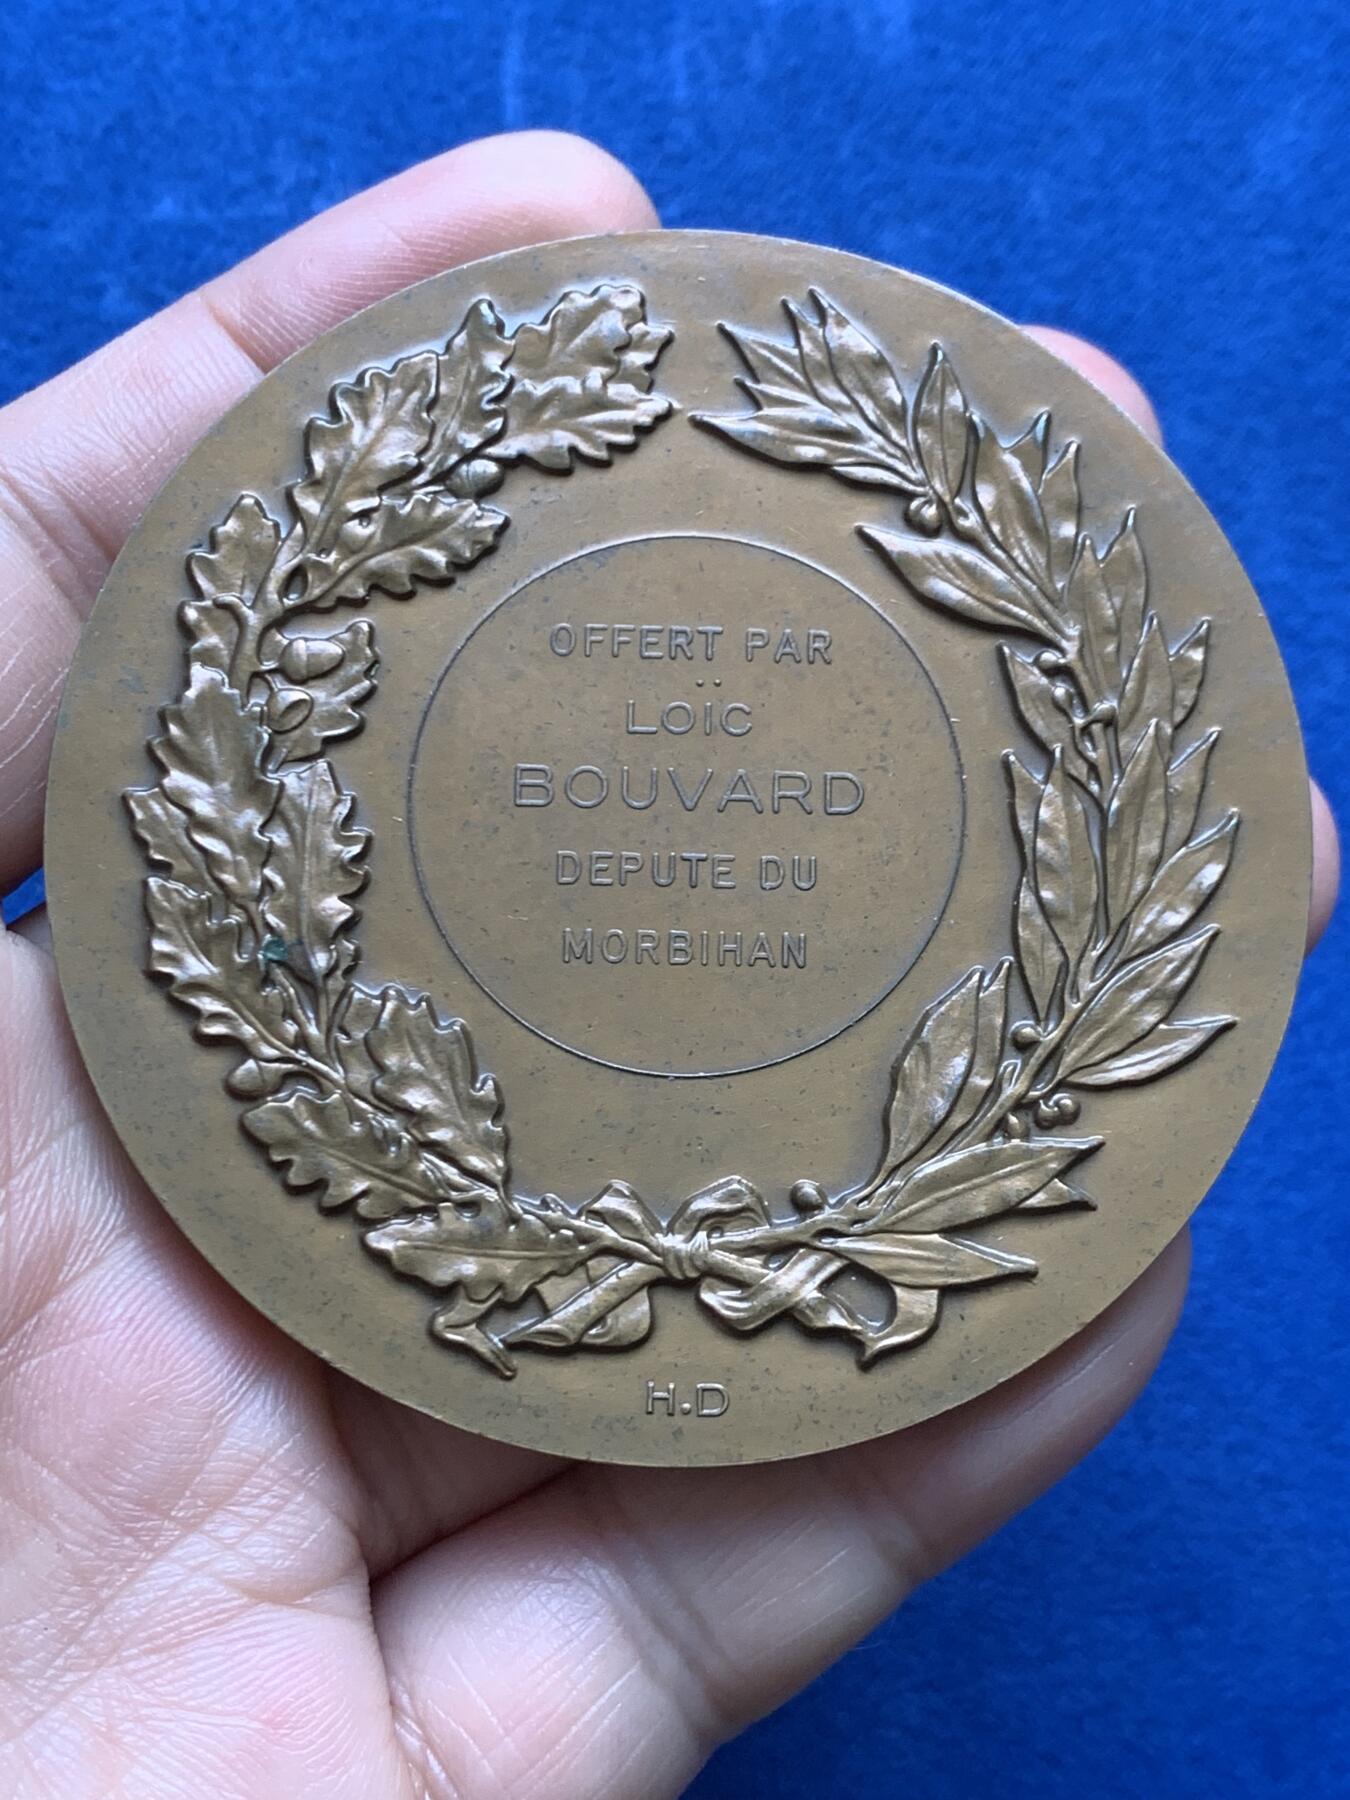 OFFERT PAR
LOÏC
BOUVARD
DEPUTE DU
MORBIHAN
H.D